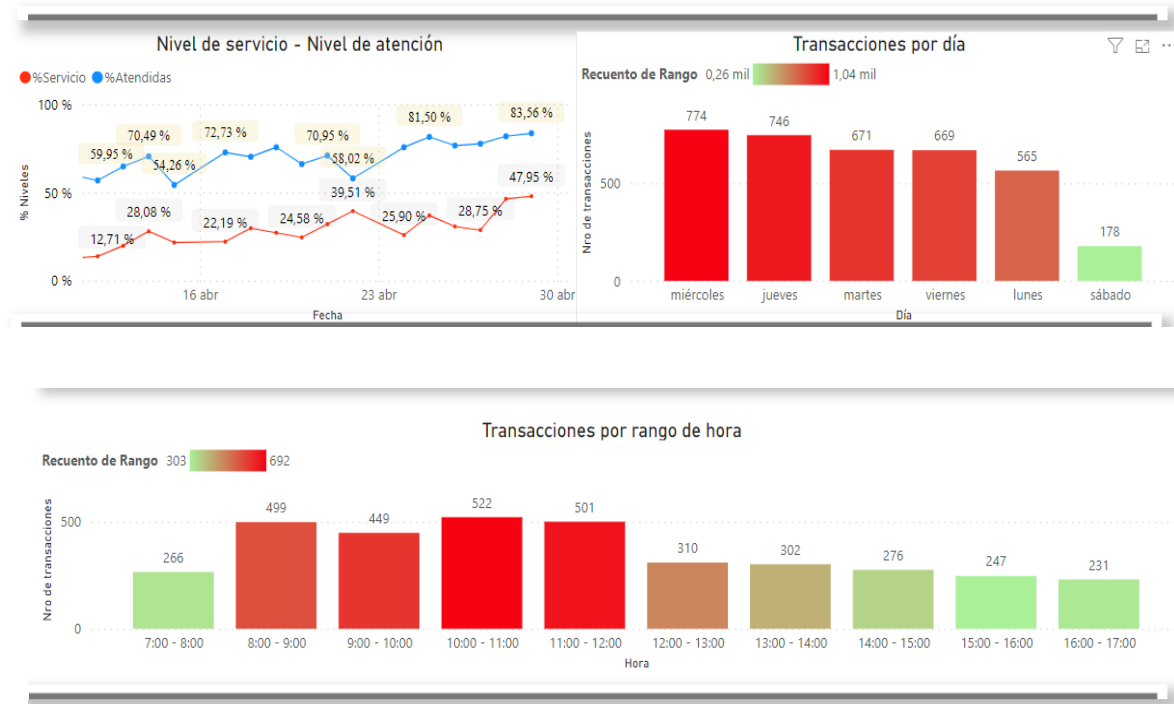 Nivel de servicio - Nivel de atención
%Servicio %Atendidas
% Niveles
100 %
50 %
0 %
59,95 %
70,49 %
54,26 %
72,73 %
70,95 %
58,02 %
81,50 %
83,56 %
12,71 %
28,08 %
22,19 %
24,58 %
39,51 %
25,90 %
28,75 %
47,95 %
16 abr 23 abr 30 abr
Fecha
Transacciones por día
Recuento de Rango 0,26 mil 1,04 mil
Nro de transacciones
500
0
774 746 671 669 565 178
miércoles jueves martes viernes lunes sábado
Día
Transacciones por rango de hora
Recuento de Rango 303 692
Nro de transacciones
500
0
266 499 449 522 501 310 302 276 247 231
7:00 - 8:00 8:00 - 9:00 9:00 - 10:00 10:00 - 11:00 11:00 - 12:00 12:00 - 13:00 13:00 - 14:00 14:00 - 15:00 15:00 - 16:00 16:00 - 17:00
Hora